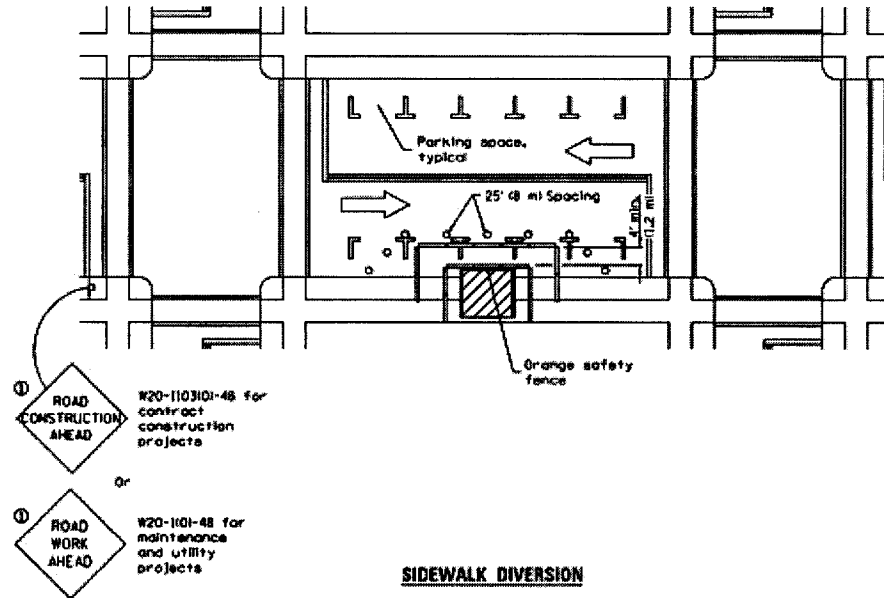 Parking space,
typical
25' (8 m) Spacing
4' min.
(1.2 m)
Orange safety
fence
①
ROAD
CONSTRUCTION
AHEAD
W20-1103(O)-48 for
contract
construction
projects
Or
①
ROAD
WORK
AHEAD
W20-1(O)-48 for
maintenance
and utility
projects
SIDEWALK DIVERSION